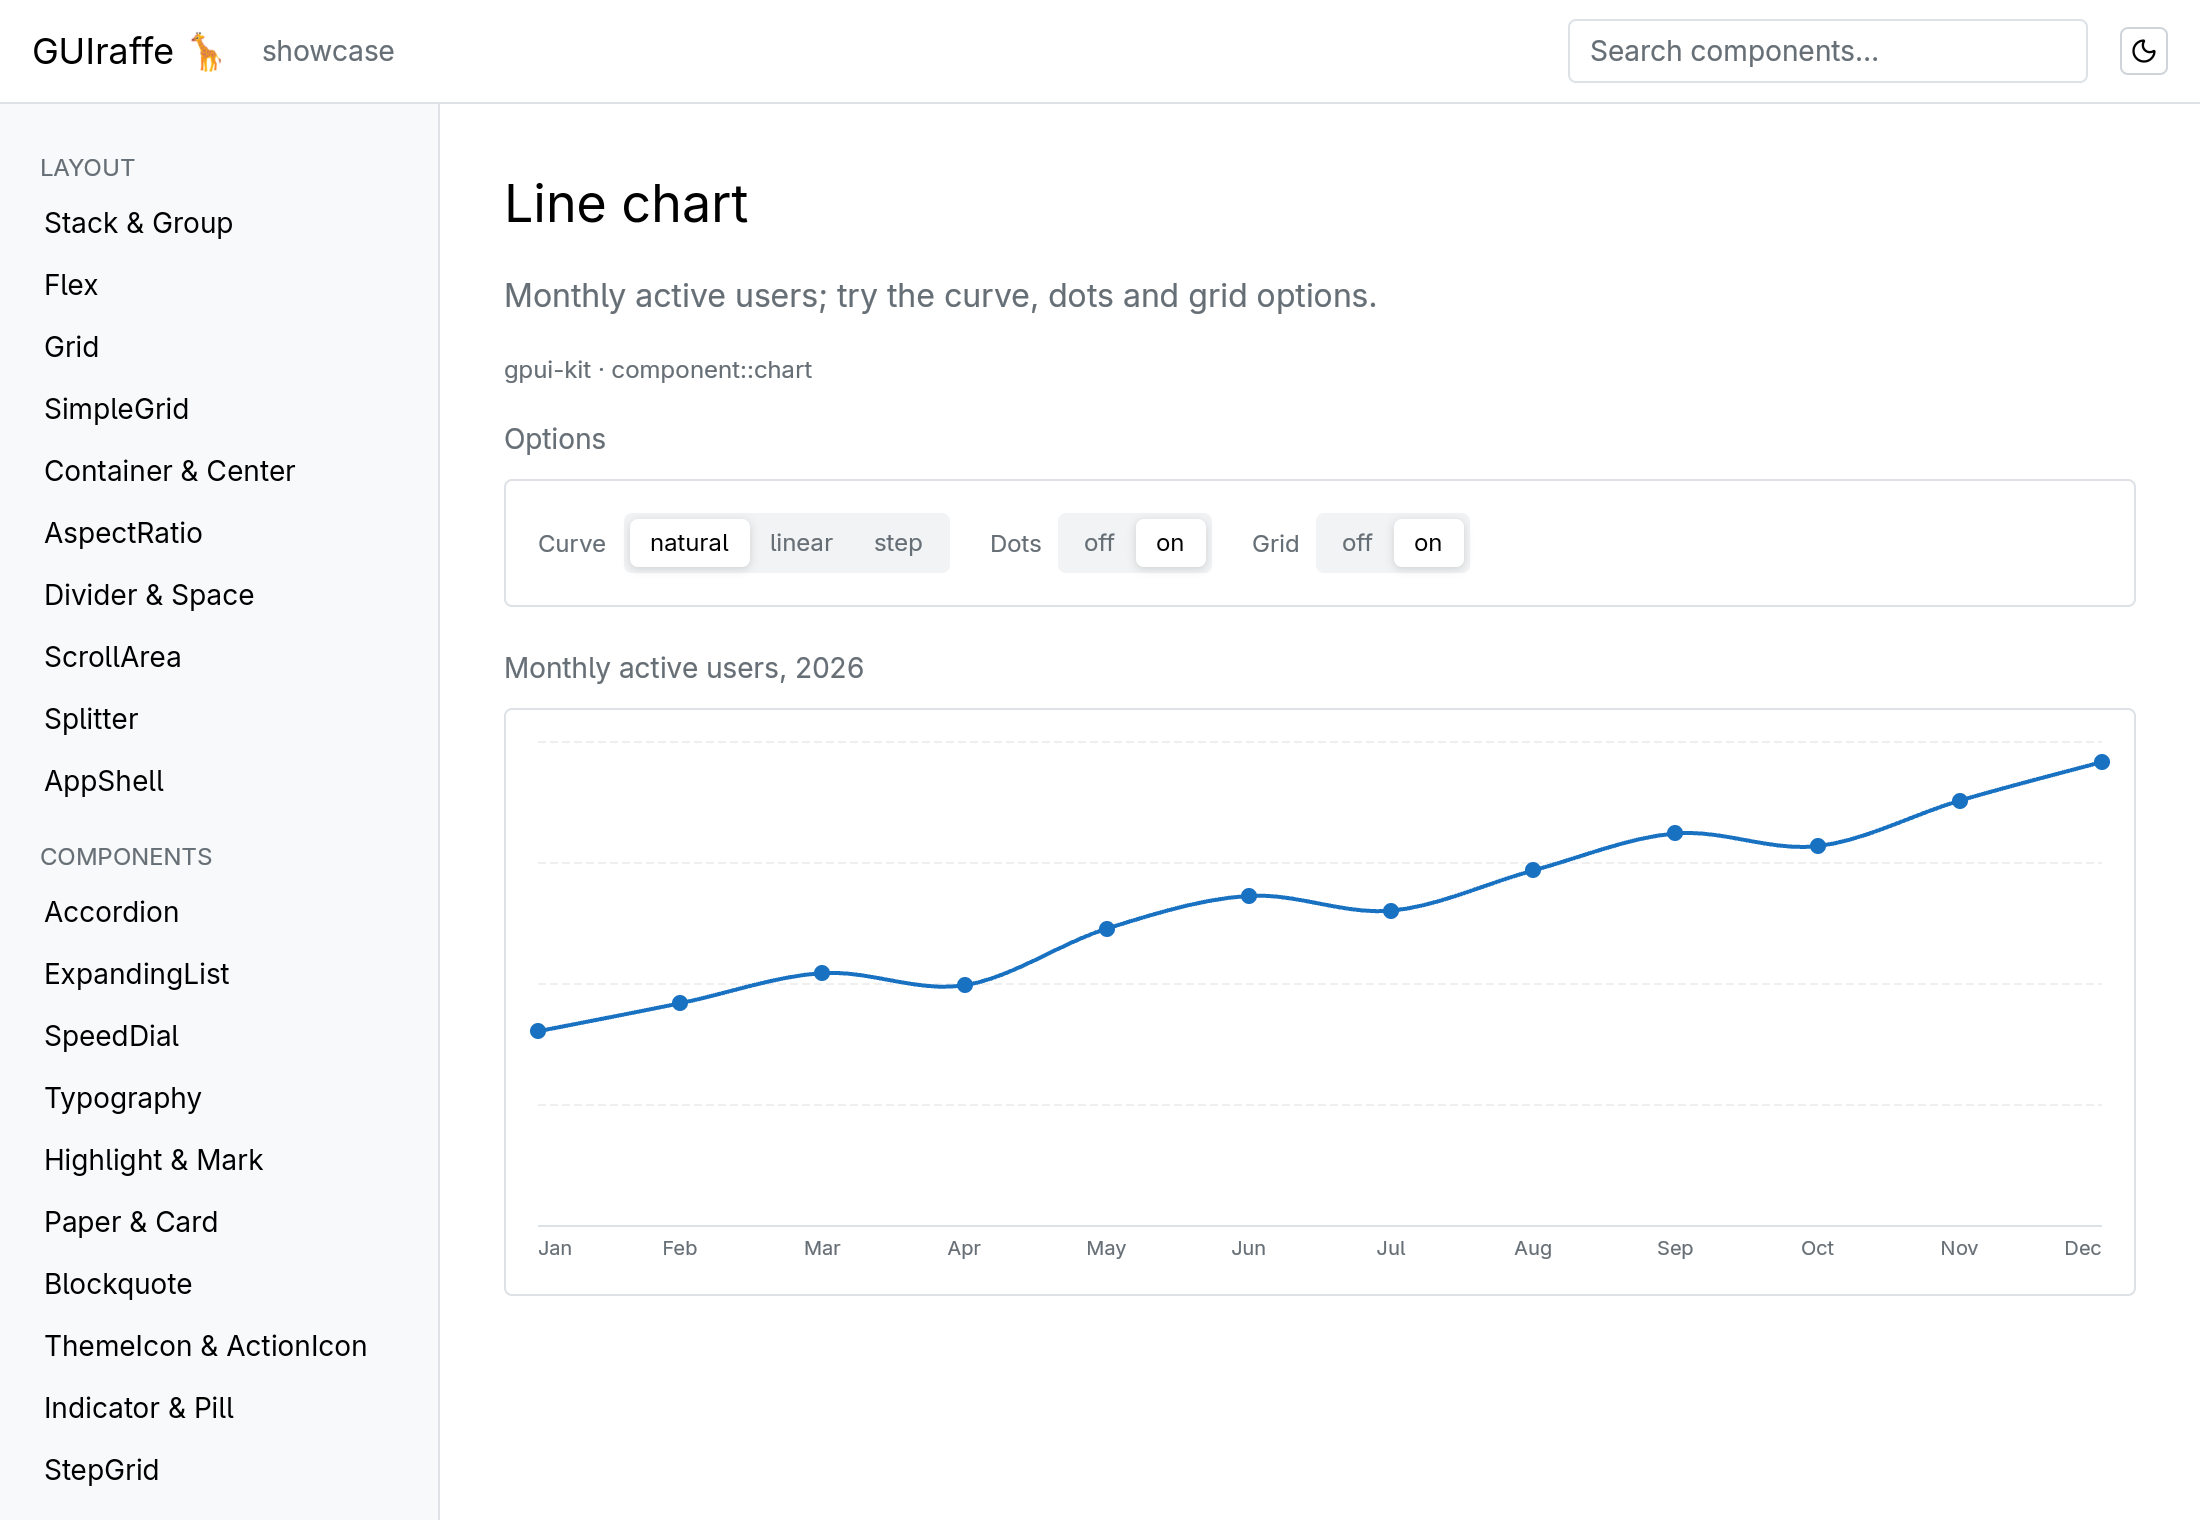 GUIraffe 🦒 showcase Search components...
LAYOUT
Stack & Group
Flex
Grid
SimpleGrid
Container & Center
AspectRatio
Divider & Space
ScrollArea
Splitter
AppShell
COMPONENTS
Accordion
ExpandingList
SpeedDial
Typography
Highlight & Mark
Paper & Card
Blockquote
ThemeIcon & ActionIcon
Indicator & Pill
StepGrid
Line chart
Monthly active users; try the curve, dots and grid options.
gpui-kit · component::chart
Options
Curve natural linear step Dots off on Grid off on
Monthly active users, 2026
Jan Feb Mar Apr May Jun Jul Aug Sep Oct Nov Dec